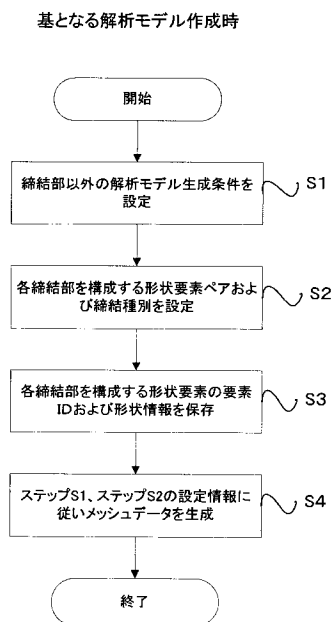 基となる解析モデル作成時
開始
締結部以外の解析モデル生成条件を
設定
S1
各締結部を構成する形状要素ペアおよ
び締結種別を設定
S2
各締結部を構成する形状要素の要素
IDおよび形状情報を保存
S3
ステップS1、ステップS2の設定情報に
従いメッシュデータを生成
S4
終了